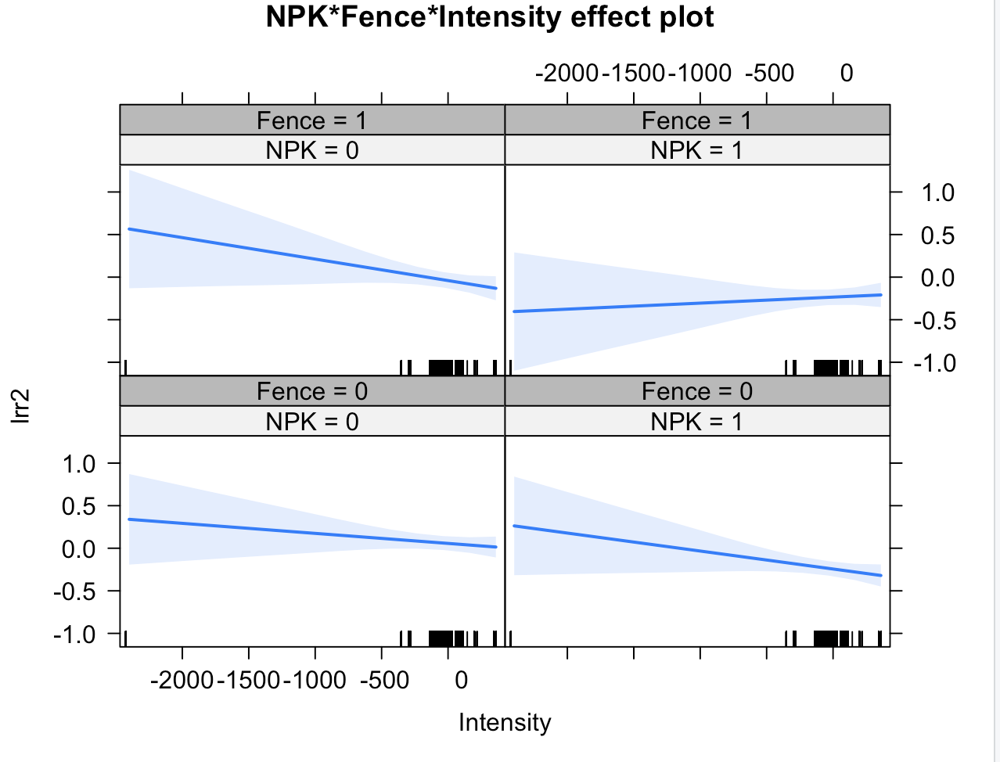 NPK*Fence*Intensity effect plot
-2000 -1500 -1000 -500 0
Fence = 1 Fence = 1
NPK = 0 NPK = 1
1.0
0.5
0.0
-0.5
-1.0
Fence = 0 Fence = 0
NPK = 0 NPK = 1
lrr2
1.0
0.5
0.0
-0.5
-1.0
-2000 -1500 -1000 -500 0
Intensity